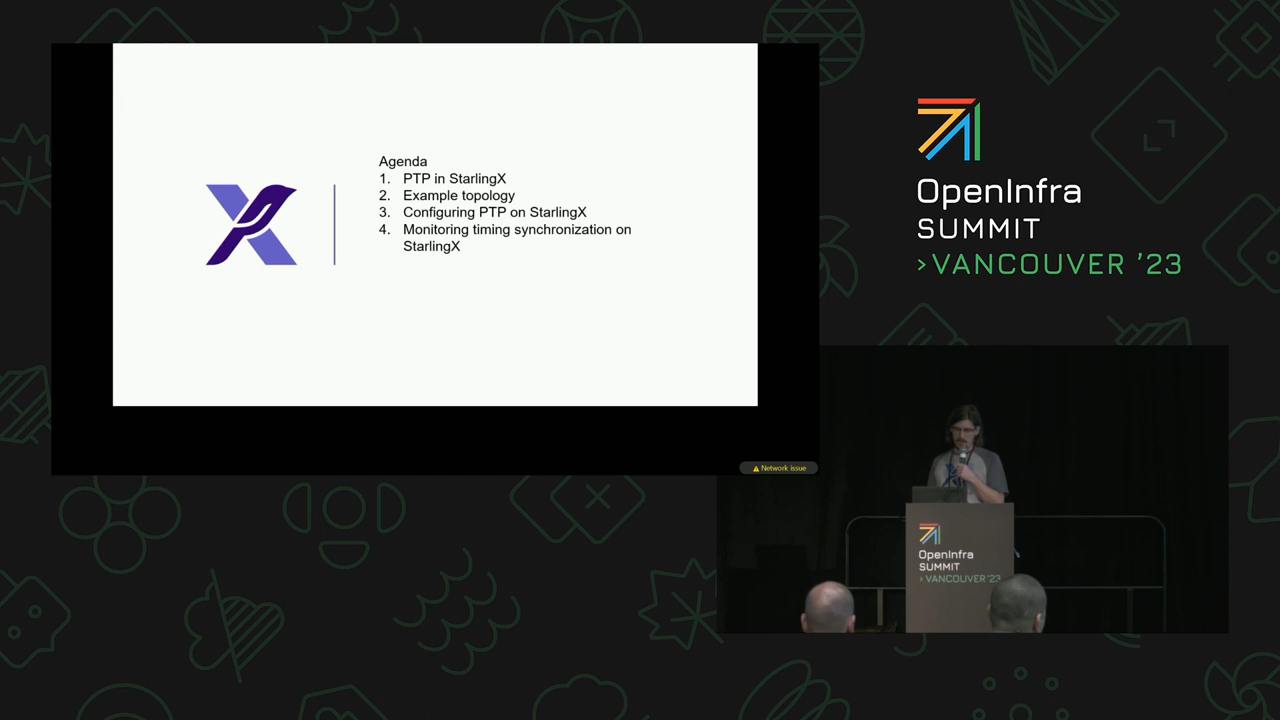 Agenda
1. PTP in StarlingX
2. Example topology
3. Configuring PTP on StarlingX
4. Monitoring timing synchronization on
StarlingX
Network issue
OpenInfra
SUMMIT
>VANCOUVER '23
OpenInfra
SUMMIT
>VANCOUVER '23